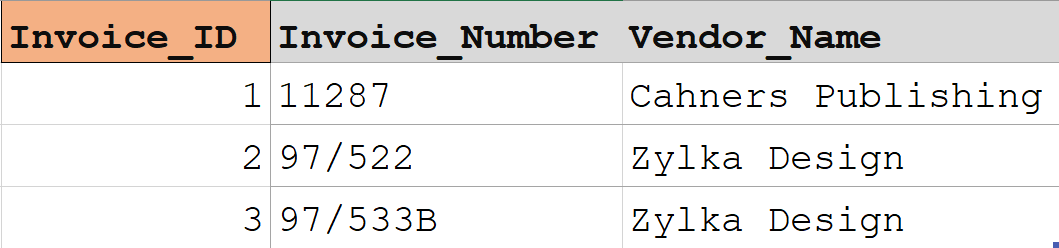 Invoice_ID Invoice_Number Vendor_Name
1 11287 Cahners Publishing
2 97/522 Zylka Design
3 97/533B Zylka Design